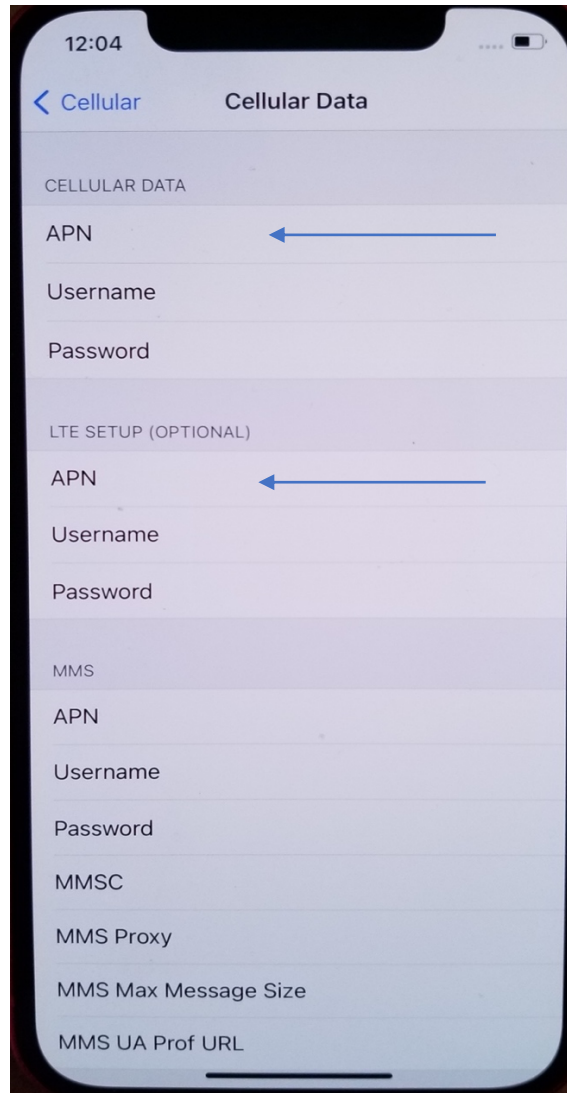 12:04
Cellular
Cellular Data
CELLULAR DATA
APN
Username
Password
LTE SETUP (OPTIONAL)
APN
Username
Password
MMS
APN
Username
Password
MMSC
MMS Proxy
MMS Max Message Size
MMS UA Prof URL